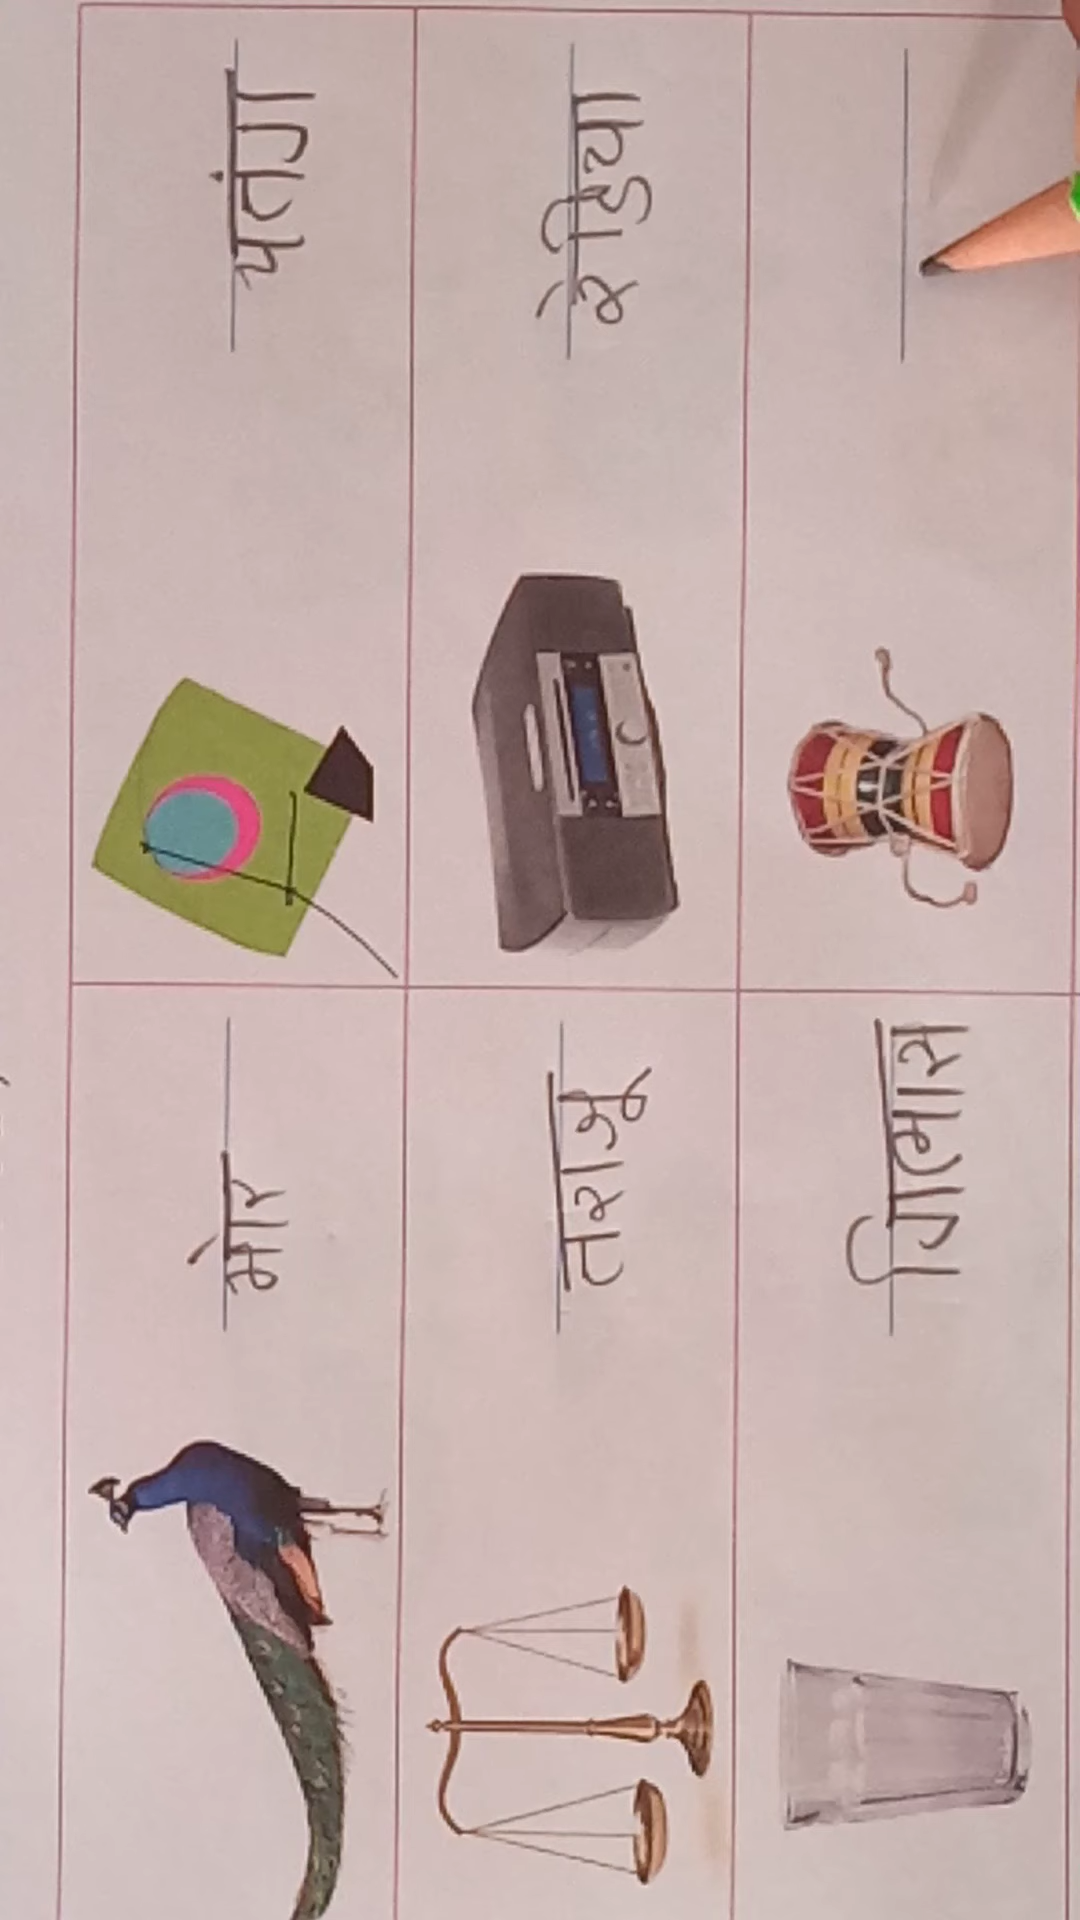 मोर
पतंग
तराजू
रेडिया
गिलास